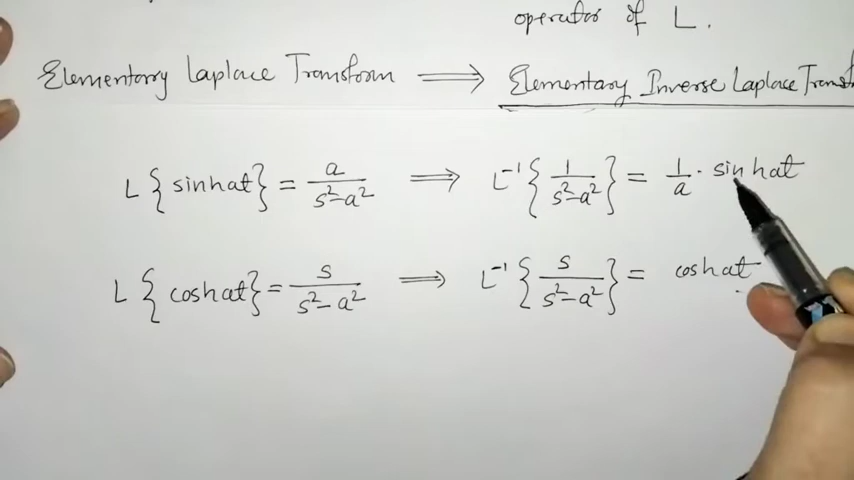 operator of L.
Elementary Laplace Transform ⟹ Elementary Inverse Laplace Transf
L { sinhat } = a / (s²-a²) ⟹ L⁻¹ { 1 / (s²-a²) } = 1/a · sinhat
L { coshat } = s / (s²-a²) ⟹ L⁻¹ { s / (s²-a²) } = coshat